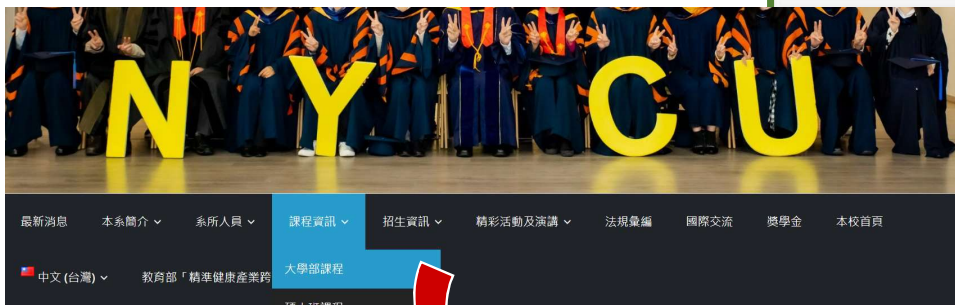 NYCU
最新消息 本系簡介 系所人員 課程資訊 招生資訊 精彩活動及演講 法規彙編 國際交流 獎學金 本校首頁
中文 (台灣) 教育部「精準健康產業跨 大學部課程